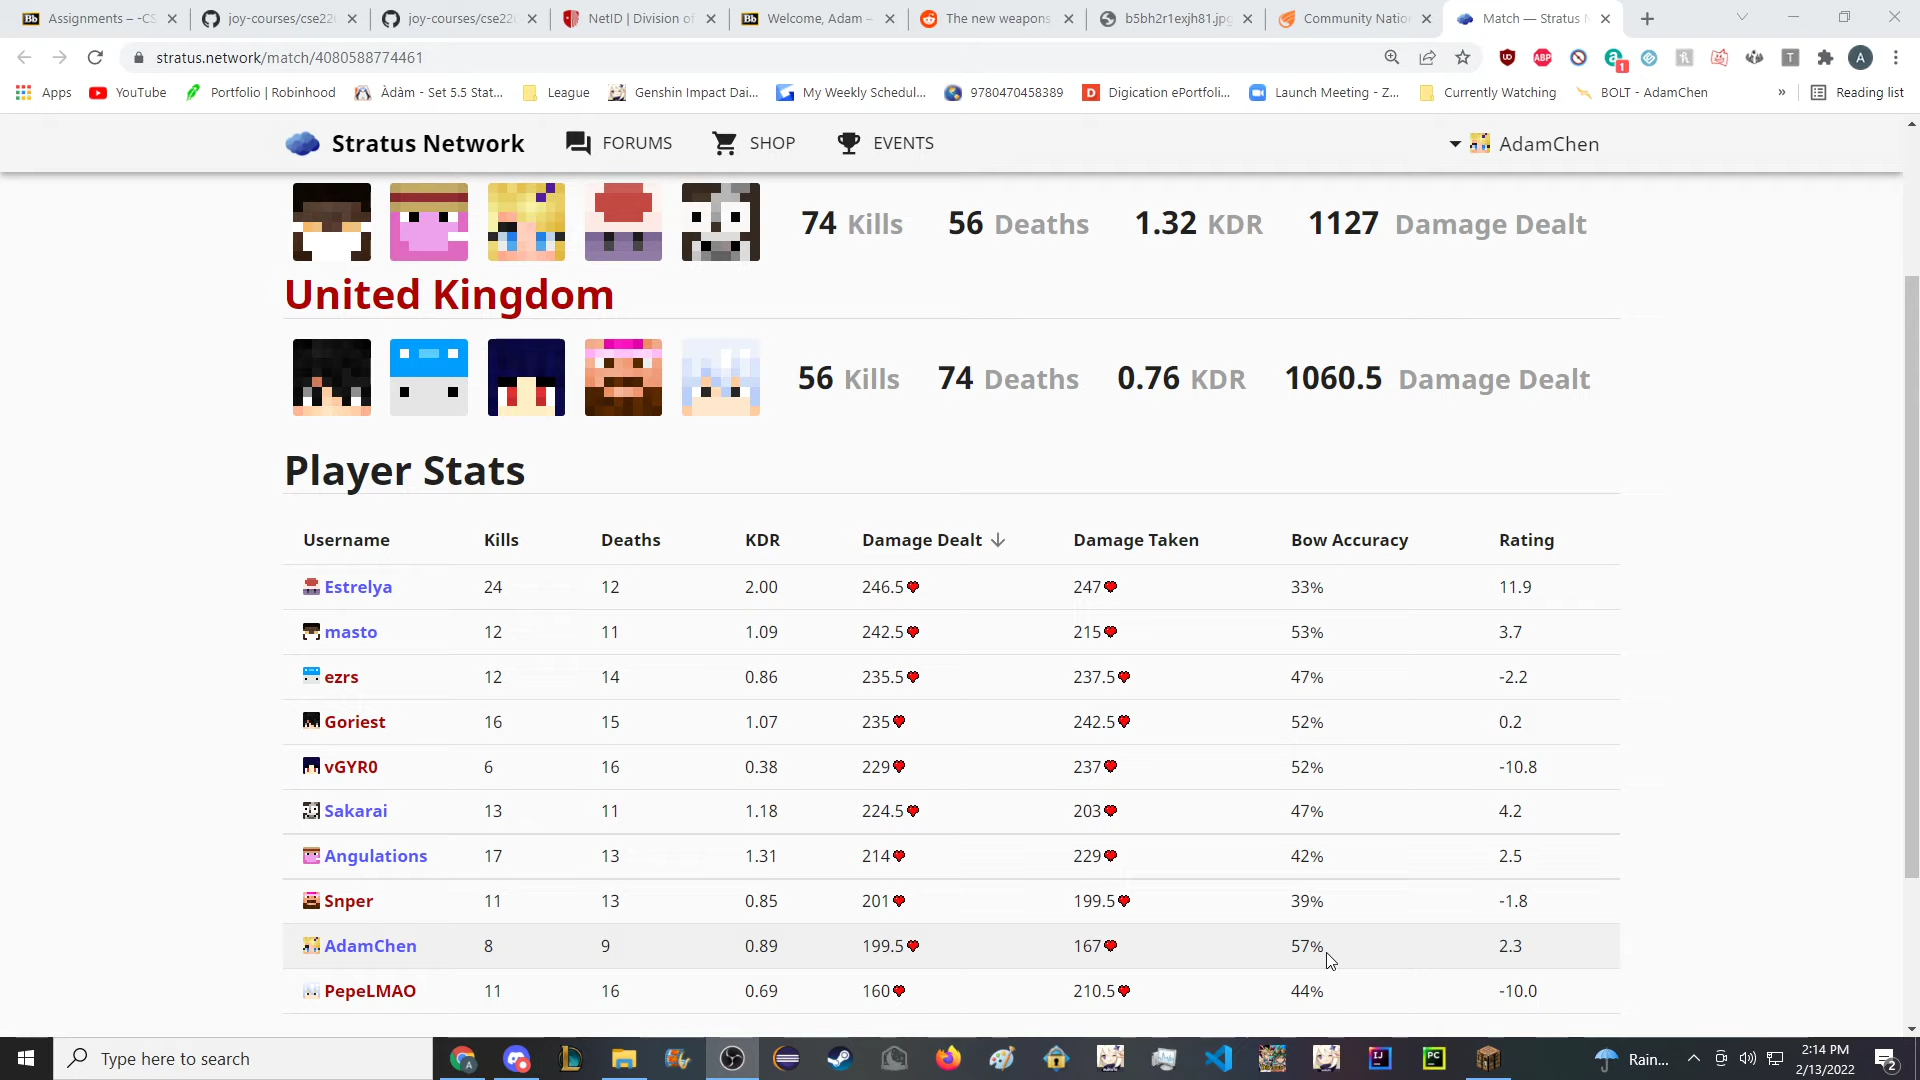 Assignments – -CS
joy-courses/cse22
joy-courses/cse22
NetID | Division of
Welcome, Adam –
The new weapons
b5bh2r1exjh81.jpg
Community Natio
Match — Stratus N
stratus.network/match/4080588774461
Apps
YouTube
Portfolio | Robinhood
Àdàm - Set 5.5 Stat...
League
Genshin Impact Dai...
My Weekly Schedul...
9780470458389
Digication ePortfoli...
Launch Meeting - Z...
Currently Watching
BOLT - AdamChen
»
Reading list
Stratus Network
FORUMS
SHOP
EVENTS
AdamChen
74 Kills 56 Deaths 1.32 KDR 1127 Damage Dealt
United Kingdom
56 Kills 74 Deaths 0.76 KDR 1060.5 Damage Dealt
Player Stats
Username Kills Deaths KDR Damage Dealt Damage Taken Bow Accuracy Rating
Estrelya 24 12 2.00 246.5 247 33% 11.9
masto 12 11 1.09 242.5 215 53% 3.7
ezrs 12 14 0.86 235.5 237.5 47% -2.2
Goriest 16 15 1.07 235 242.5 52% 0.2
vGYR0 6 16 0.38 229 237 52% -10.8
Sakarai 13 11 1.18 224.5 203 47% 4.2
Angulations 17 13 1.31 214 229 42% 2.5
Snper 11 13 0.85 201 199.5 39% -1.8
AdamChen 8 9 0.89 199.5 167 57% 2.3
PepeLMAO 11 16 0.69 160 210.5 44% -10.0
Type here to search
Rain...
2:14 PM
2/13/2022
2